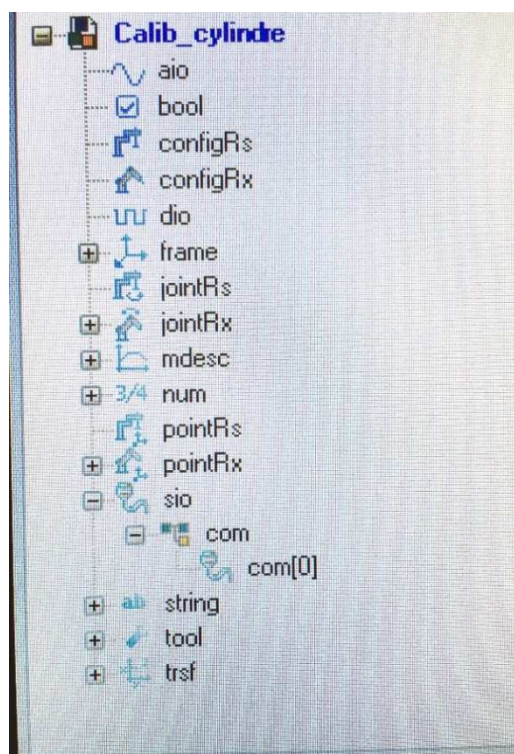 Calib_cylindre
aio
bool
configRs
configRx
dio
frame
jointRs
jointRx
mdesc
3/4 num
pointRs
pointRx
sio
com
com[0]
ab string
tool
trsf